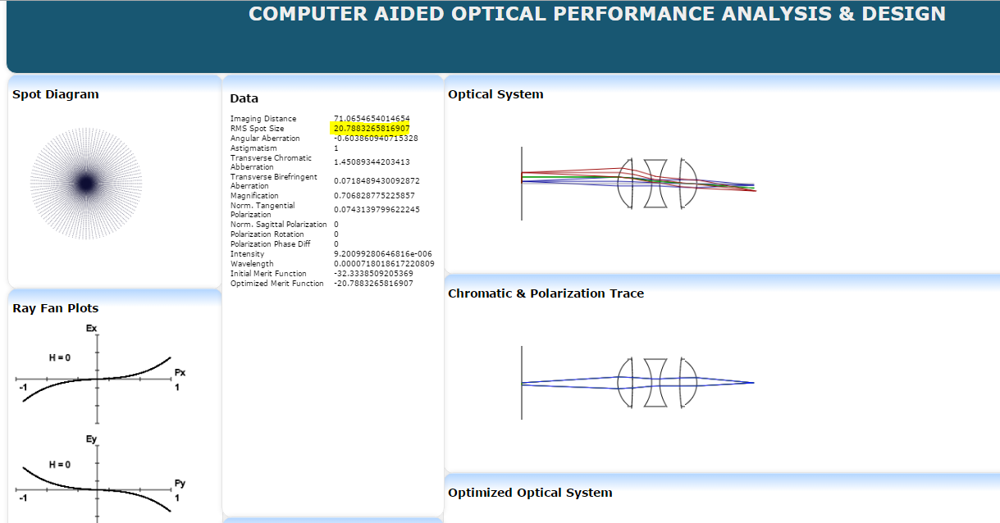 COMPUTER AIDED OPTICAL PERFORMANCE ANALYSIS & DESIGN
Spot Diagram
Data
Imaging Distance 71.0654654014654
RMS Spot Size 20.7883265816907
Angular Aberration -0.603860940715328
Astigmatism 1
Transverse Chromatic
Abberration 1.45089344203413
Transverse Birefringent
Aberration 0.0718489430092872
Magnification 0.706828775225857
Norm. Tangential
Polarization 0.0743139799622245
Norm. Sagittal Polarization 0
Polarization Rotation 0
Polarization Phase Diff 0
Intensity 9.20099280646816e-006
Wavelength 0.0000718018617220809
Initial Merit Function -32.3338509205369
Optimized Merit Function -20.7883265816907
Optical System
Chromatic & Polarization Trace
Optimized Optical System
Ray Fan Plots
Ex
H = 0
Px
-1
1
Ey
H = 0
Py
-1
1